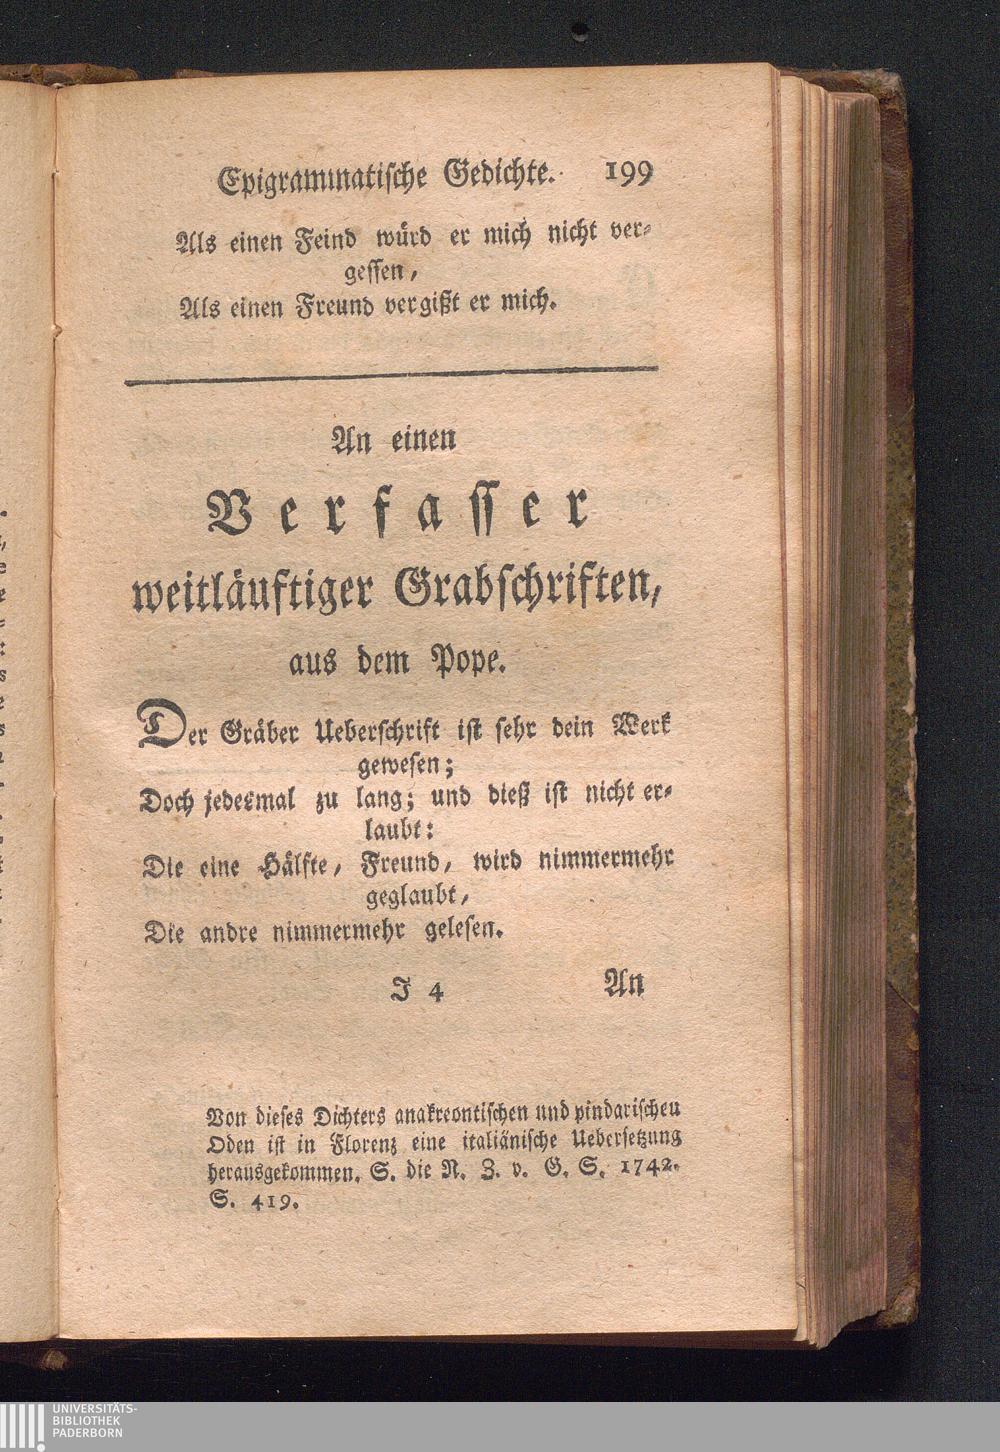 Epigrammatische Gedichte. 199
Als einen Feind würd er mich nicht ver-
gessen,
Als einen Freund vergißt er mich.
An einen
Verfasser
weitläuftiger Grabschriften,
aus dem Pope.
Der Gräber Ueberschrift ist sehr dein Werk
gewesen;
Doch jedesmal zu lang; und dieß ist nicht er-
laubt:
Die eine Hälfte, Freund, wird nimmermehr
geglaubt,
Die andre nimmermehr gelesen.
J 4 An
Von dieses Dichters anakreontischen und pindarischen
Oden ist in Florenz eine italiänische Uebersetzung
herausgekommen. S. die N. Z. v. G. S. 1742.
S. 419.
UNIVERSITÄTS-
BIBLIOTHEK
PADERBORN